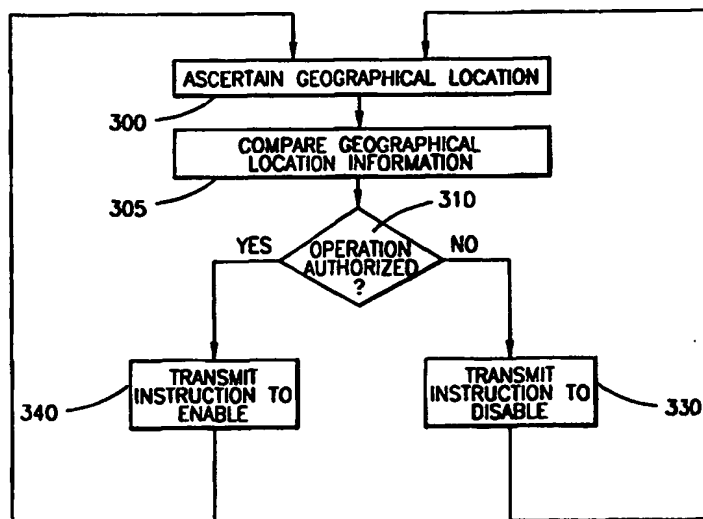 ASCERTAIN GEOGRAPHICAL LOCATION
300
COMPARE GEOGRAPHICAL
LOCATION INFORMATION
305
310
YES
OPERATION
AUTHORIZED
?
NO
TRANSMIT
INSTRUCTION TO
ENABLE
340
TRANSMIT
INSTRUCTION TO
DISABLE
330